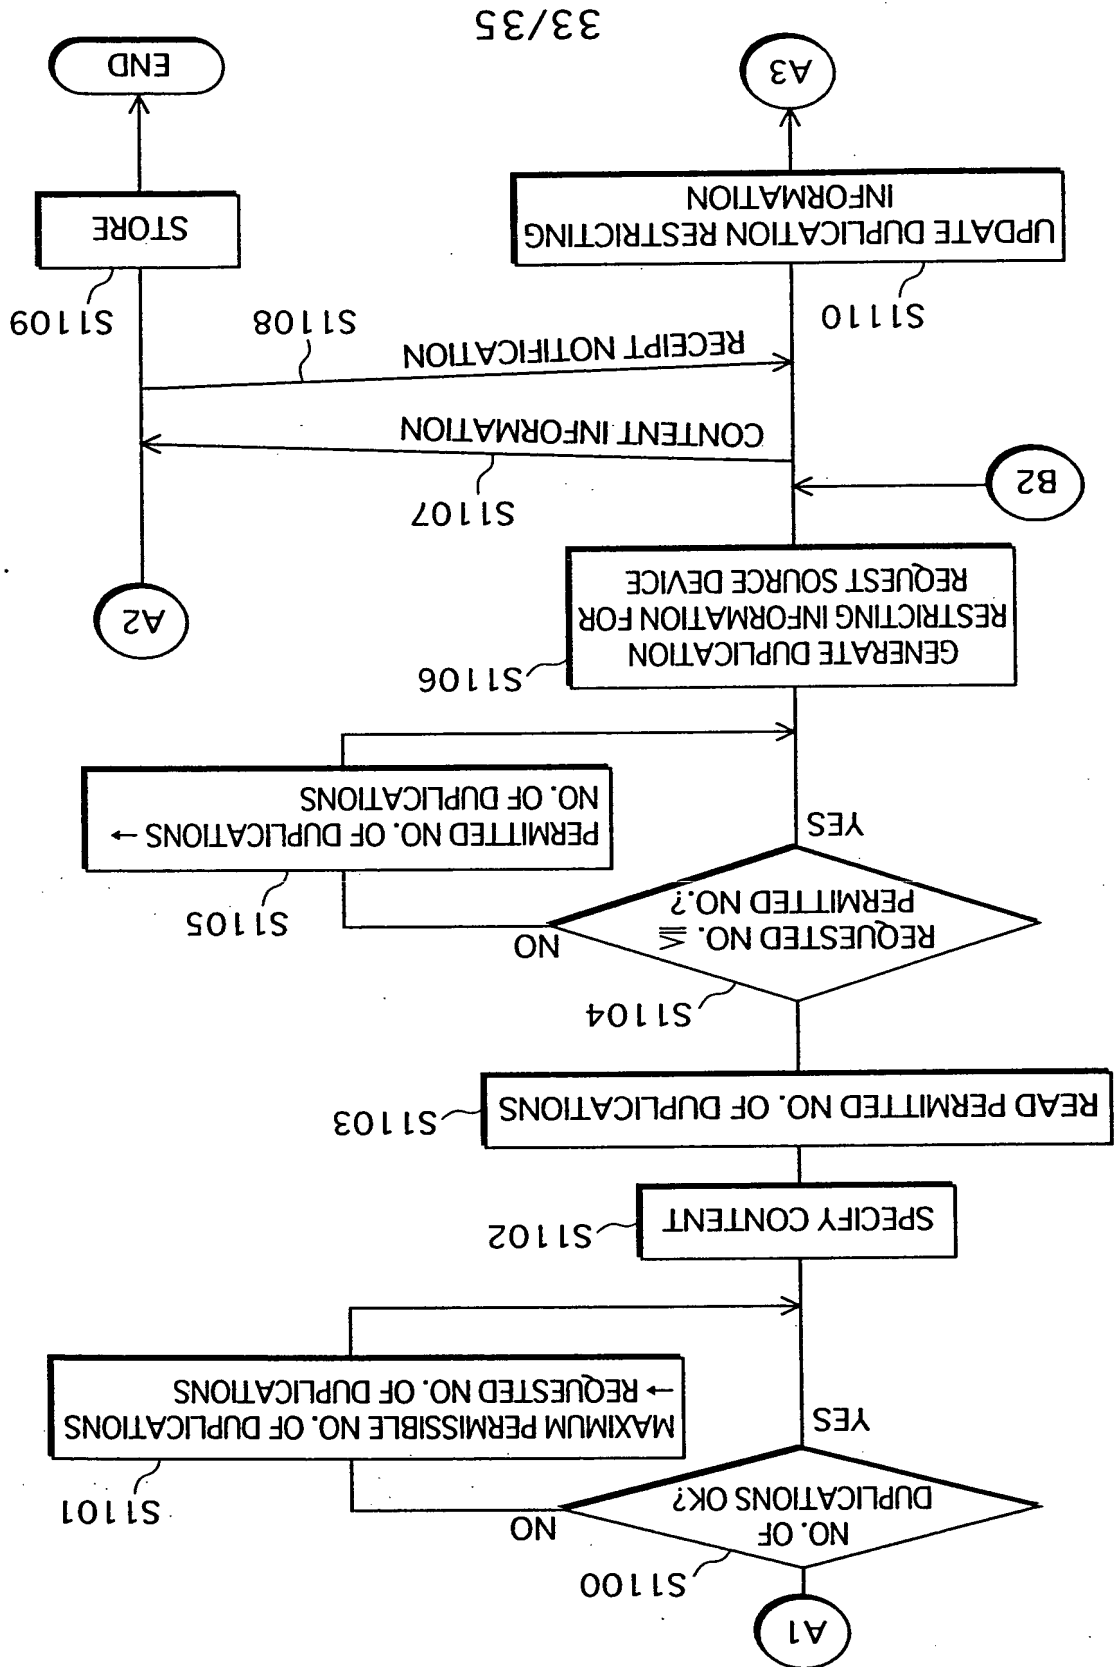 A1
S1100
NO. OF
DUPLICATIONS OK?
NO
YES
S1101
MAXIMUM PERMISSIBLE NO. OF DUPLICATIONS
→ REQUESTED NO. OF DUPLICATIONS
SPECIFY CONTENT
S1102
READ PERMITTED NO. OF DUPLICATIONS
S1103
S1104
REQUESTED NO. ≦
PERMITTED NO.?
NO
YES
S1105
PERMITTED NO. OF DUPLICATIONS →
NO. OF DUPLICATIONS
S1106
GENERATE DUPLICATION
RESTRICTING INFORMATION FOR
REQUEST SOURCE DEVICE
A2
B2
S1107
CONTENT INFORMATION
RECEIPT NOTIFICATION
S1108
S1110
UPDATE DUPLICATION RESTRICTING
INFORMATION
S1109
STORE
A3
END
33/35